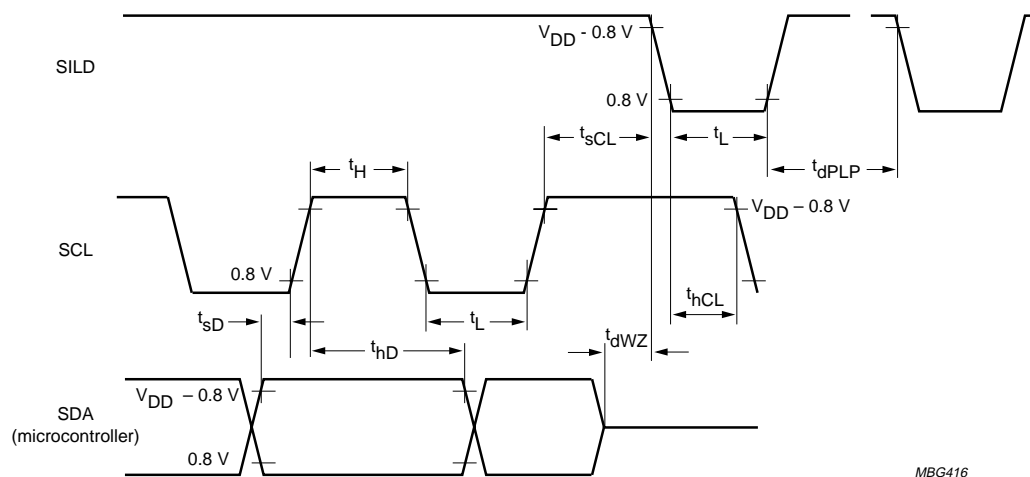 V DD - 0.8 V
SILD
0.8 V
tsCL
tL
tH
tdPLP
VDD – 0.8 V
SCL
0.8 V
thCL
tsD
tL
tdWZ
thD
VDD – 0.8 V
SDA
(microcontroller)
0.8 V
MBG416